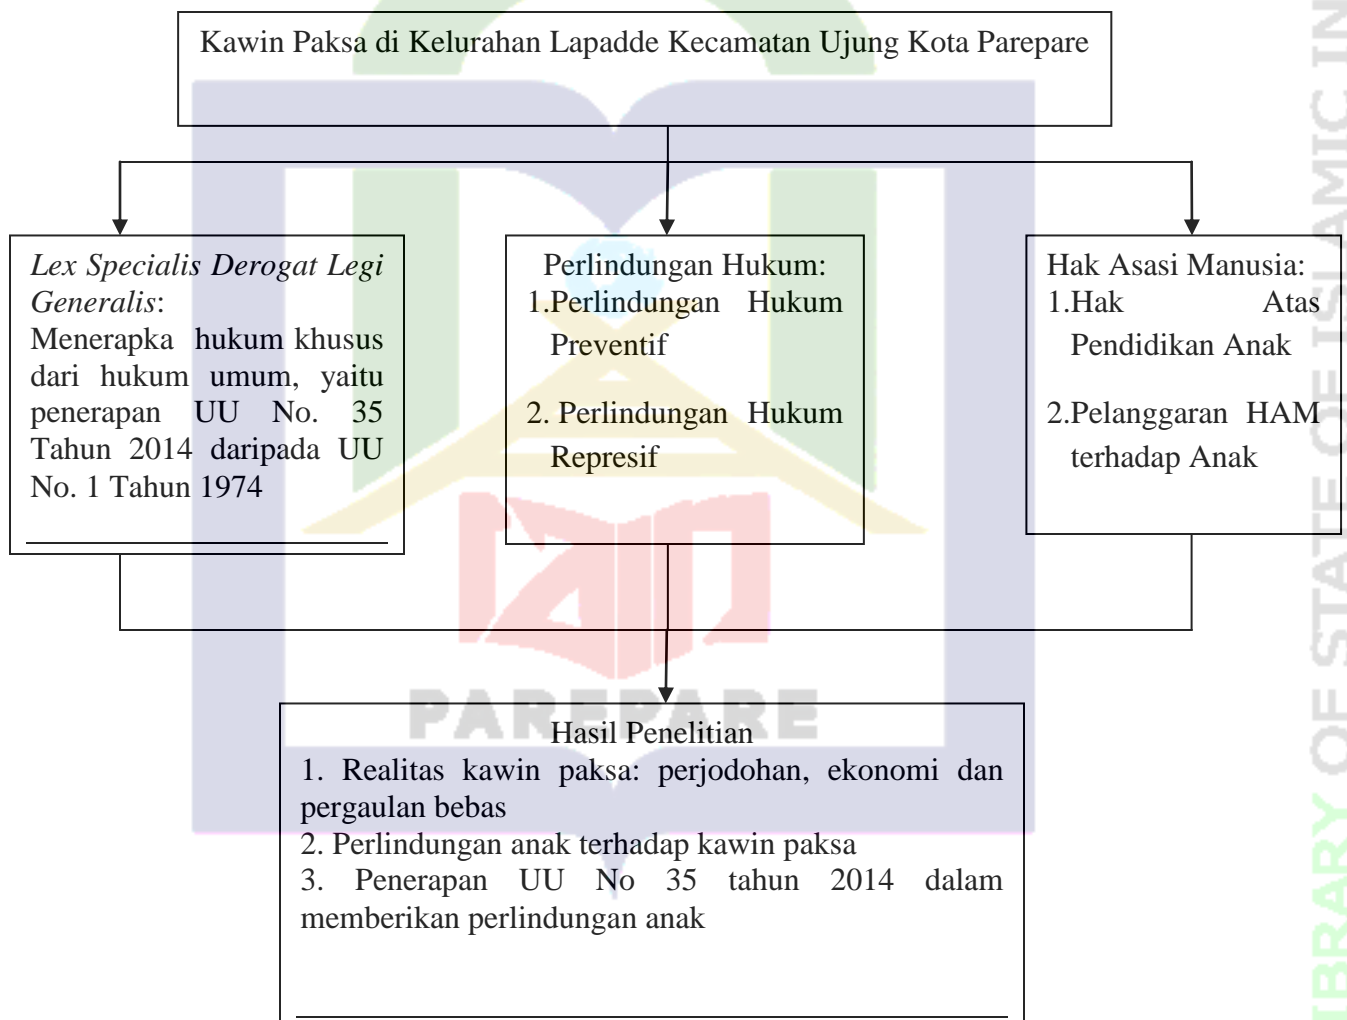 Kawin Paksa di Kelurahan Lapadde Kecamatan Ujung Kota Parepare
Lex Specialis Derogat Legi
Generalis:
Menerapka hukum khusus
dari hukum umum, yaitu
penerapan UU No. 35
Tahun 2014 daripada UU
No. 1 Tahun 1974
Perlindungan Hukum:
1.Perlindungan Hukum
Preventif
2. Perlindungan Hukum
Represif
Hak Asasi Manusia:
1.Hak Atas
Pendidikan Anak
2.Pelanggaran HAM
terhadap Anak
PAREPARE
Hasil Penelitian
1. Realitas kawin paksa: perjodohan, ekonomi dan
pergaulan bebas
2. Perlindungan anak terhadap kawin paksa
3. Penerapan UU No 35 tahun 2014 dalam
memberikan perlindungan anak
OF STATE OF ISLAMIC